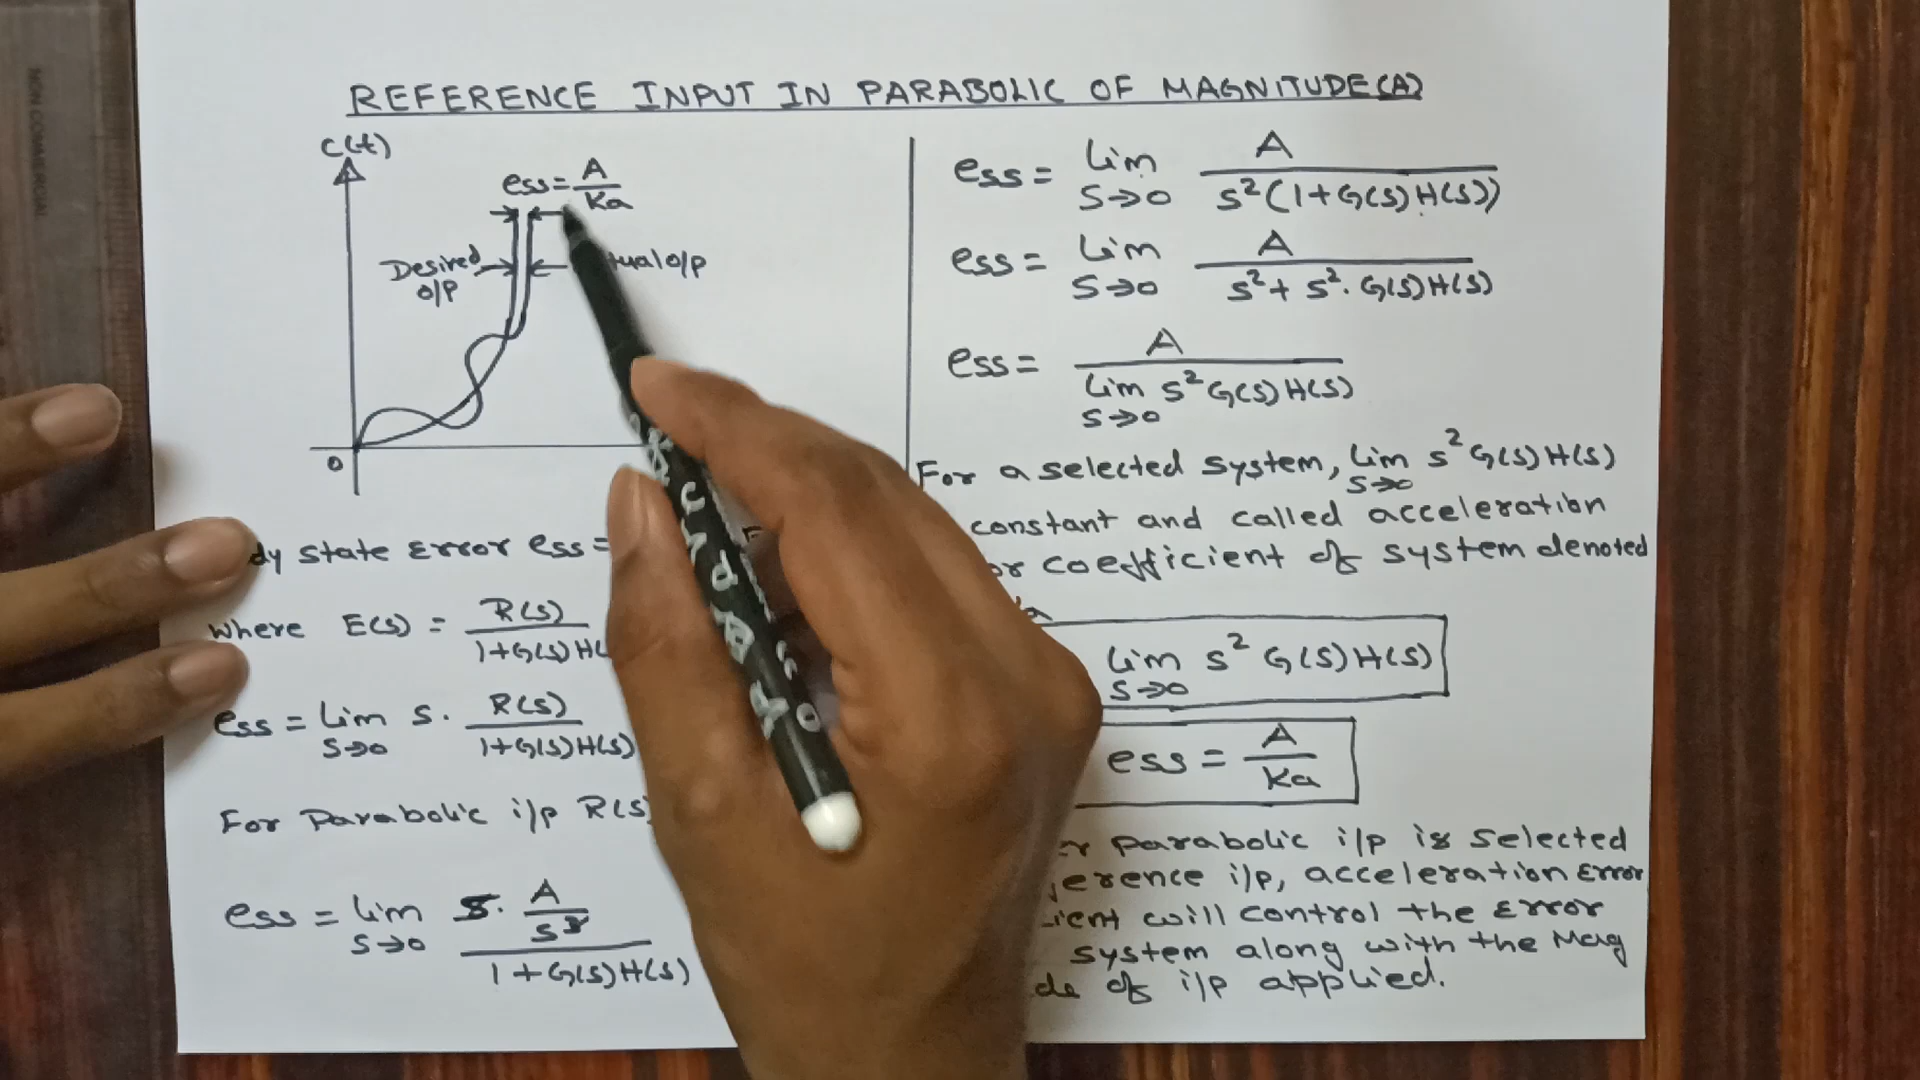 REFERENCE INPUT IN PARABOLIC OF MAGNITUDE(A)
C(t)
ess = A/Ka
Desired o/p
o/p
0
state Error ess =
where E(s) = R(s)/1+G(s)H(
ess = Lim s→0 s. R(s)/1+G(s)H(s)
For Parabolic i/p R(s)
ess = Lim s→0 s. A/s³ / 1+G(s)H(s)
ess = Lim s→0 A/s²(1+G(s)H(s))
ess = Lim s→0 A/s²+s².G(s)H(s)
ess = A/Lim s→0 s²G(s)H(s)
For a selected system, Lim s→0 s²G(s)H(s)
constant and called acceleration
coefficient of system denoted
Lim s→0 s² G(s)H(s)
ess = A/Ka
parabolic i/p is selected
i/p, acceleration Error
will control the Error
system along with the Mag
of i/p applied.
NON COMMERCIAL